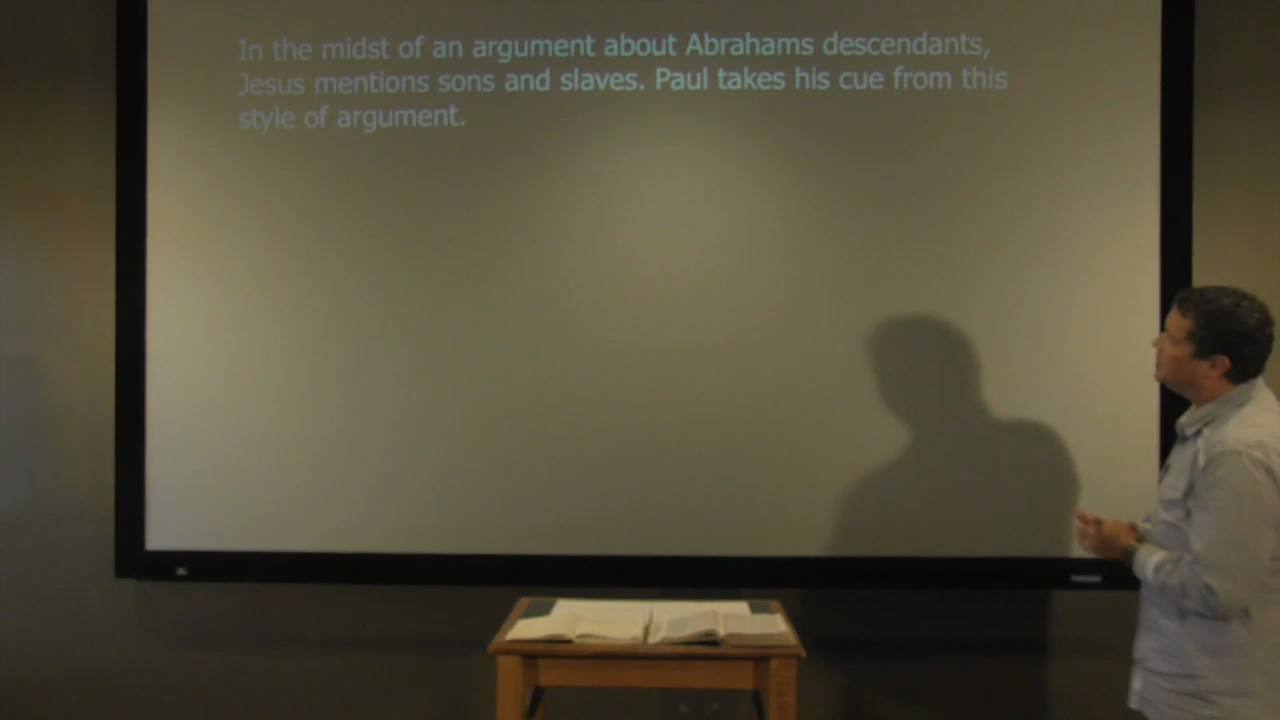 In the midst of an argument about Abrahams descendants,
Jesus mentions sons and slaves. Paul takes his cue from this
style of argument.